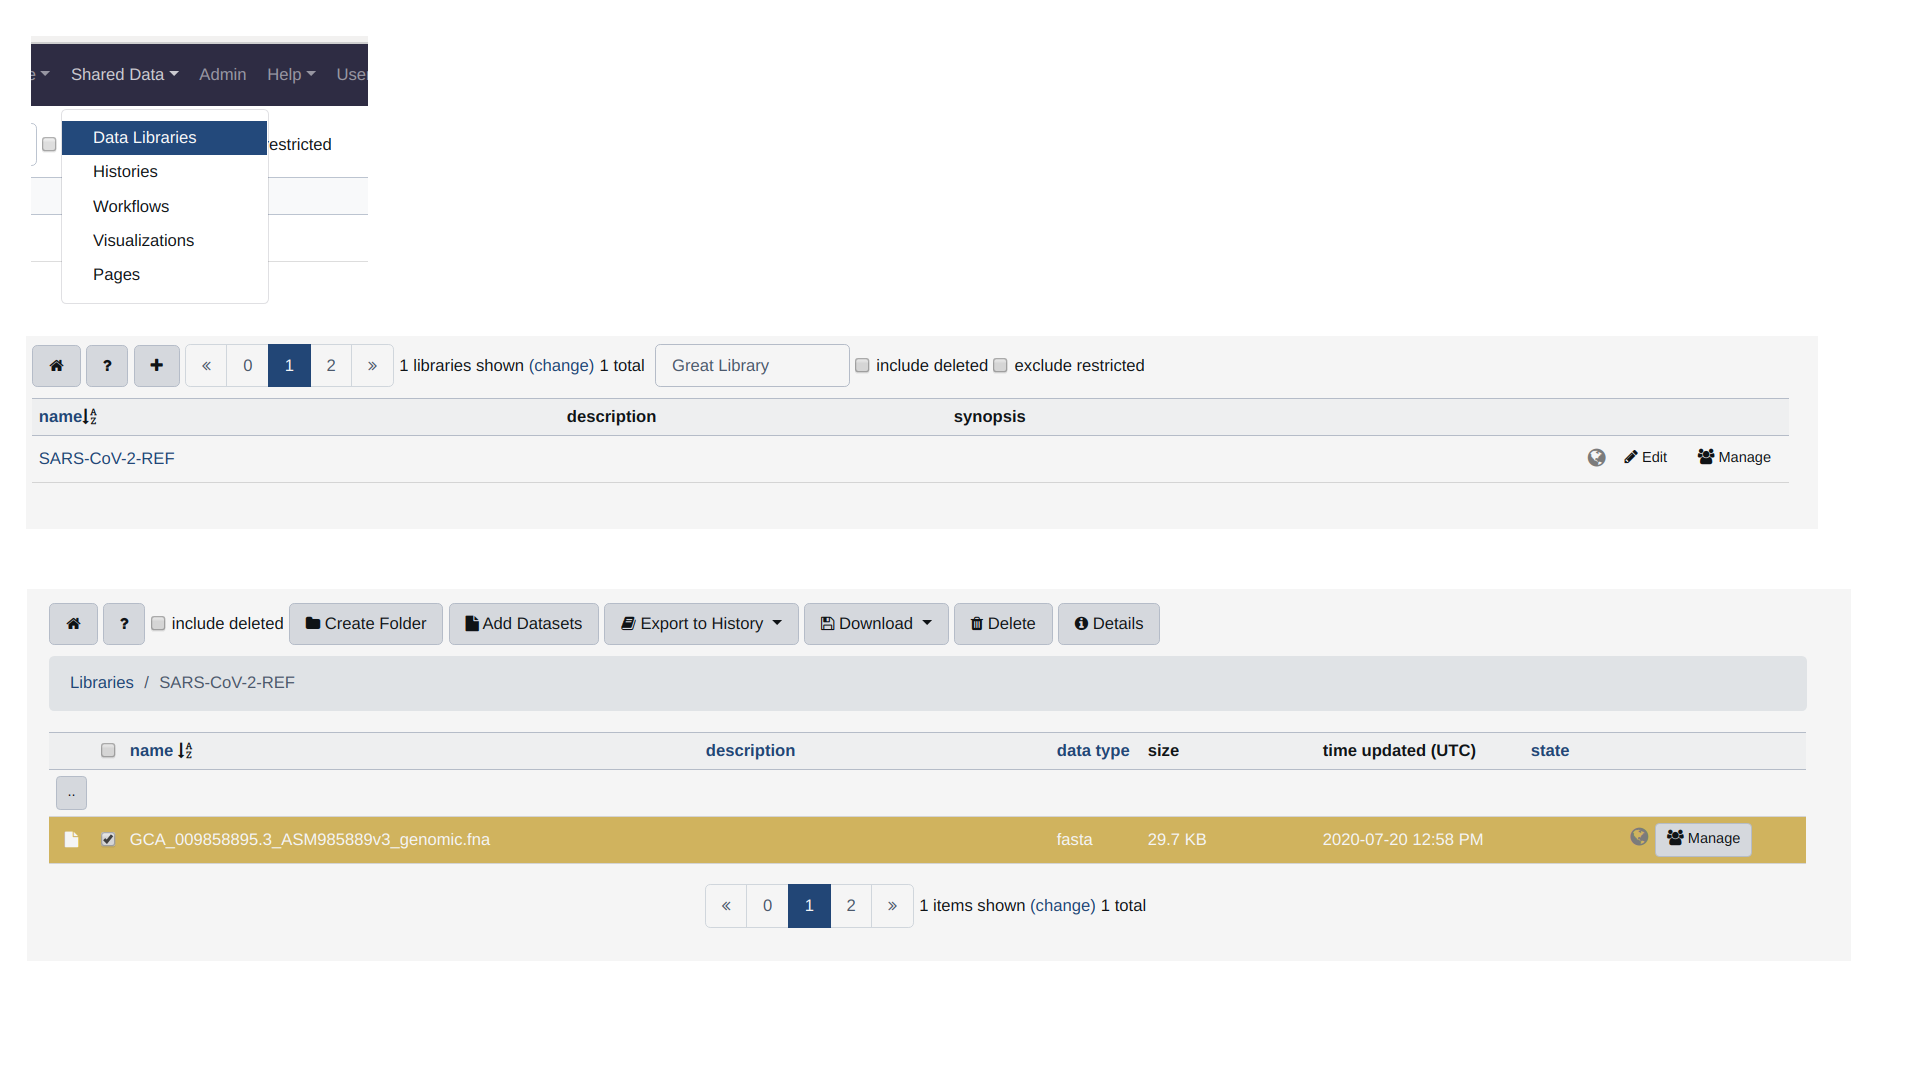 Shared Data Admin Help User
Data Libraries
restricted
Histories
Workflows
Visualizations
Pages
? « 0 1 2 » 1 libraries shown (change) 1 total Great Library include deleted exclude restricted
name description synopsis
SARS-CoV-2-REF Edit Manage
? include deleted Create Folder Add Datasets Export to History Download Delete Details
Libraries / SARS-CoV-2-REF
name description data type size time updated (UTC) state
..
GCA_009858895.3_ASM985889v3_genomic.fna fasta 29.7 KB 2020-07-20 12:58 PM Manage
« 0 1 2 » 1 items shown (change) 1 total